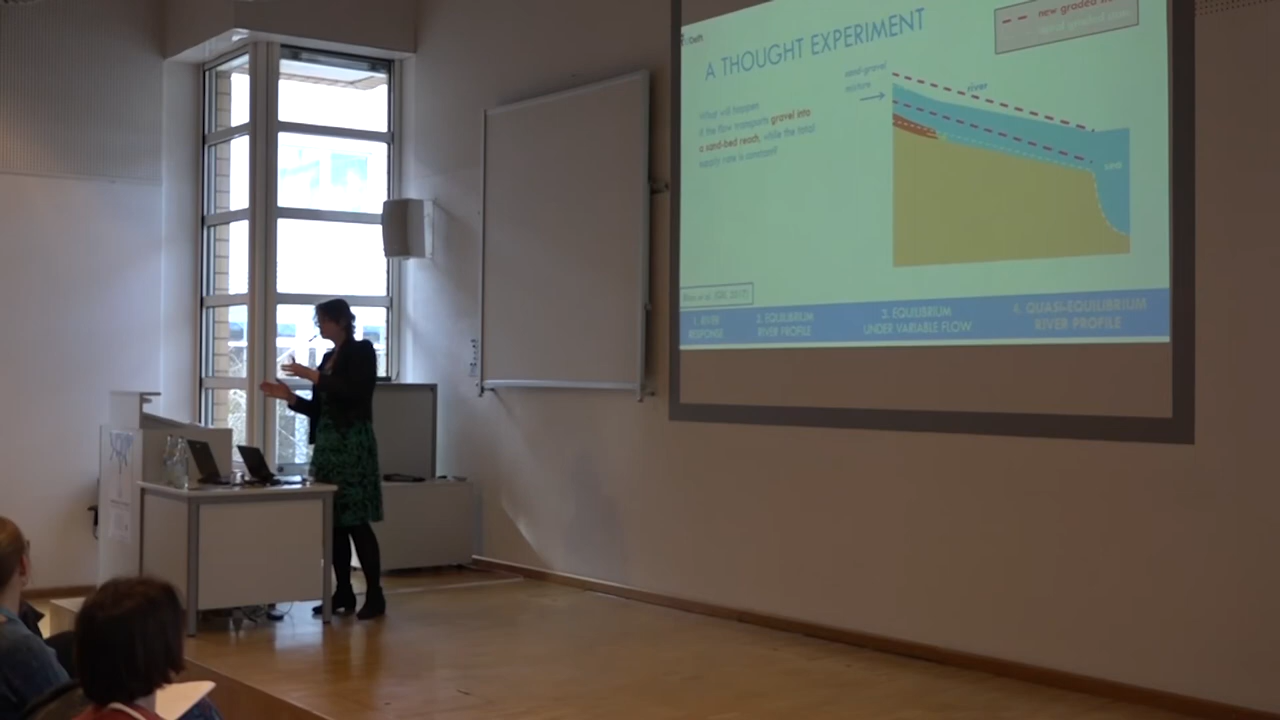 new graded
A THOUGHT EXPERIMENT
sand-gravel
mixture
river
What will happen
if the flow transports gravel into
a sand-bed reach, while the total
supply rate is constant?
1. RIVER
RESPONSE
2. EQUILIBRIUM
RIVER PROFILE
3. EQUILIBRIUM
UNDER VARIABLE FLOW
4. QUASI-EQUILIBRIUM
RIVER PROFILE